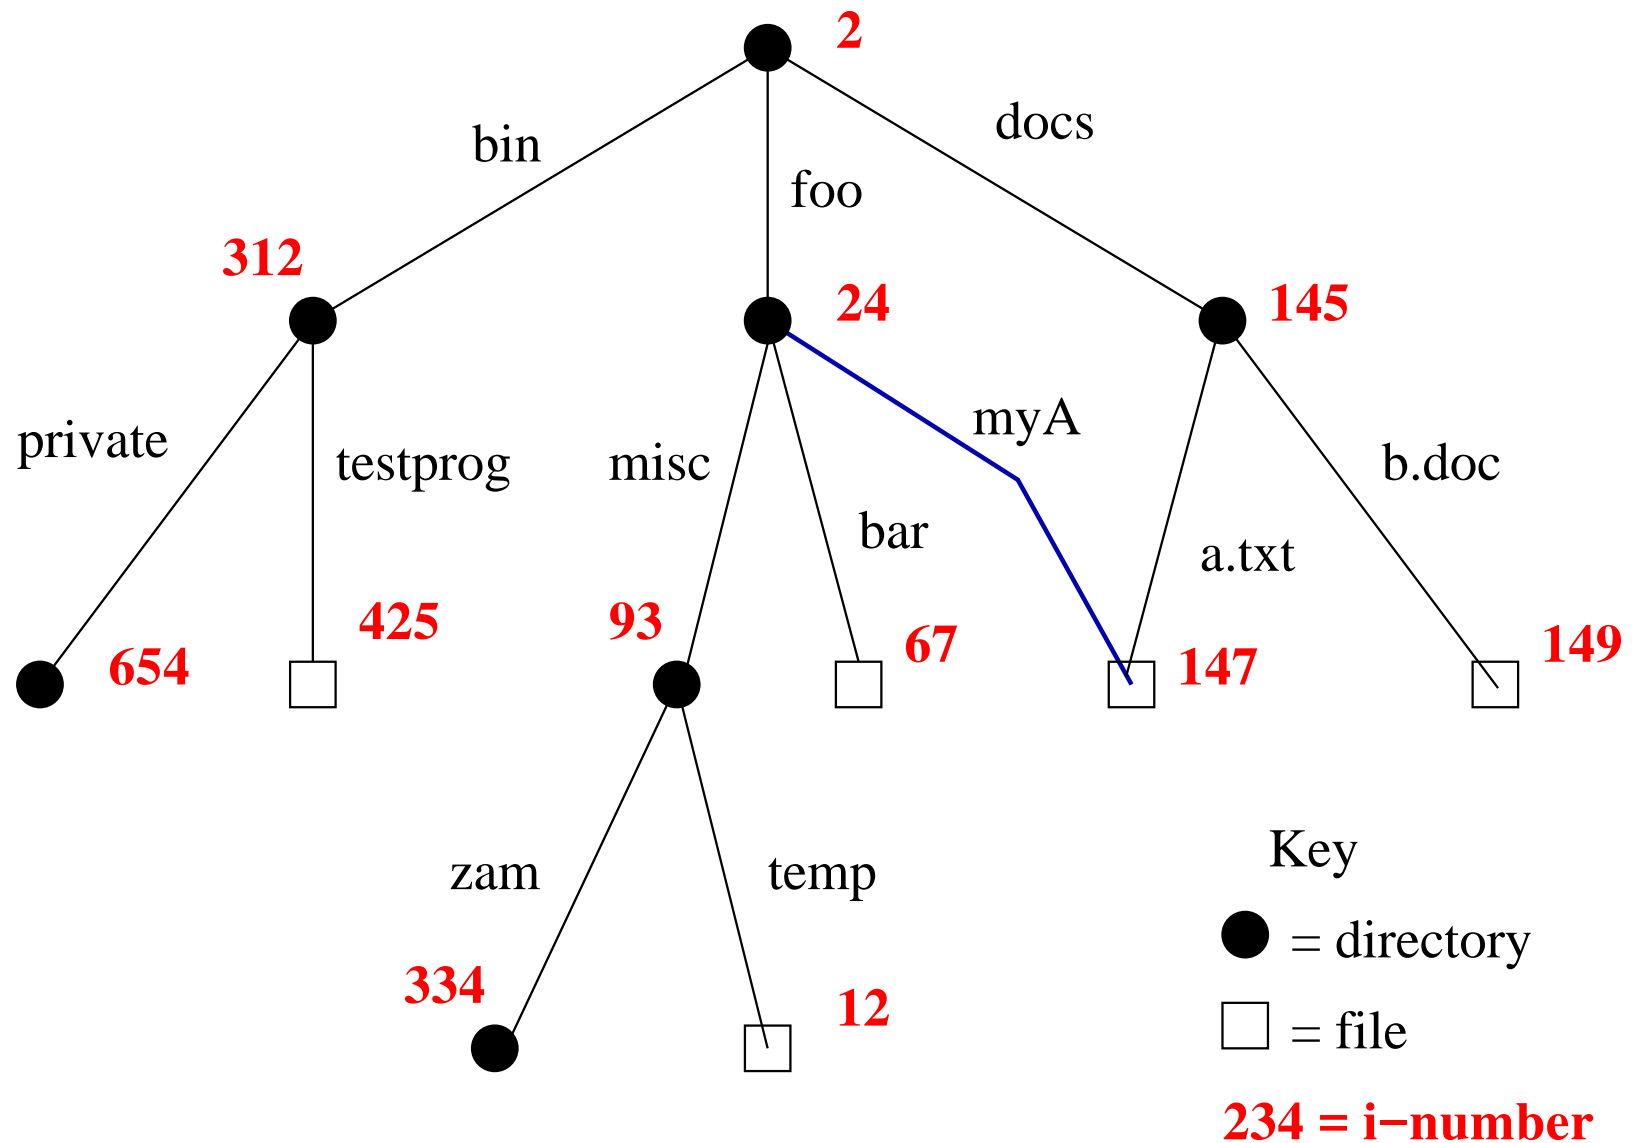 2
bin
foo
docs
312
24
145
private
testprog
misc
bar
myA
a.txt
b.doc
654
425
93
67
147
149
zam
temp
334
12
Key
= directory
= file
234 = i−number